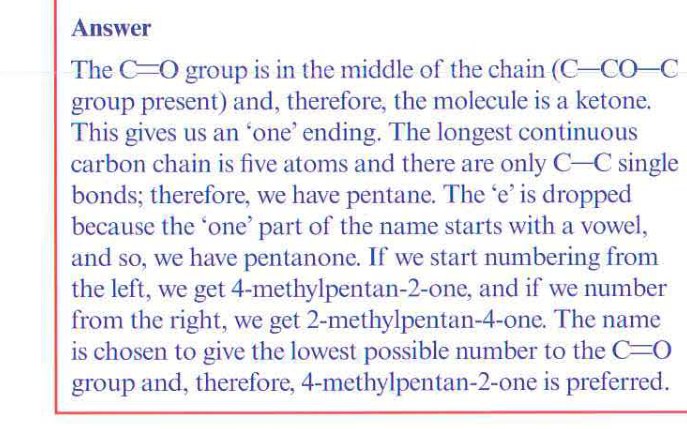 Answer
The C=O group is in the middle of the chain (C—CO—C
group present) and, therefore, the molecule is a ketone.
This gives us an ‘one’ ending. The longest continuous
carbon chain is five atoms and there are only C—C single
bonds; therefore, we have pentane. The ‘e’ is dropped
because the ‘one’ part of the name starts with a vowel,
and so, we have pentanone. If we start numbering from
the left, we get 4-methylpentan-2-one, and if we number
from the right, we get 2-methylpentan-4-one. The name
is chosen to give the lowest possible number to the C=O
group and, therefore, 4-methylpentan-2-one is preferred.